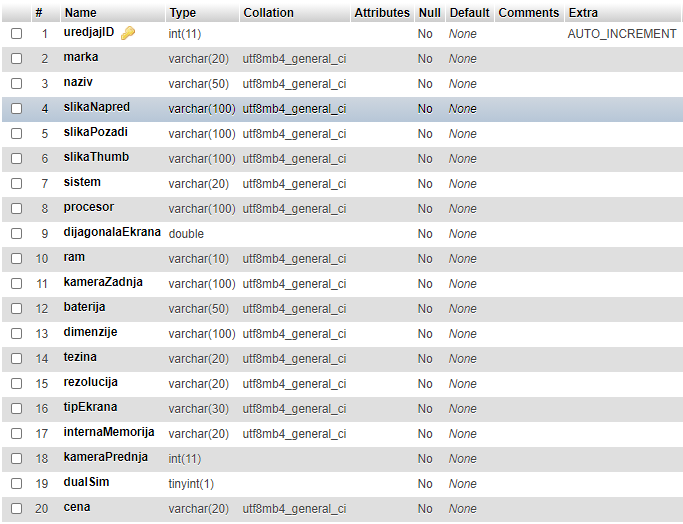 # Name Type Collation Attributes Null Default Comments Extra
1 uredjajID int(11) No None AUTO_INCREMENT
2 marka varchar(20) utf8mb4_general_ci No None
3 naziv varchar(50) utf8mb4_general_ci No None
4 slikaNapred varchar(100) utf8mb4_general_ci No None
5 slikaPozadi varchar(100) utf8mb4_general_ci No None
6 slikaThumb varchar(100) utf8mb4_general_ci No None
7 sistem varchar(20) utf8mb4_general_ci No None
8 procesor varchar(100) utf8mb4_general_ci No None
9 dijagonalaEkrana double No None
10 ram varchar(10) utf8mb4_general_ci No None
11 kameraZadnja varchar(100) utf8mb4_general_ci No None
12 baterija varchar(50) utf8mb4_general_ci No None
13 dimenzije varchar(100) utf8mb4_general_ci No None
14 tezina varchar(20) utf8mb4_general_ci No None
15 rezolucija varchar(20) utf8mb4_general_ci No None
16 tipEkrana varchar(30) utf8mb4_general_ci No None
17 internaMemorija varchar(20) utf8mb4_general_ci No None
18 kameraPrednja int(11) No None
19 dualSim tinyint(1) No None
20 cena varchar(20) utf8mb4_general_ci No None